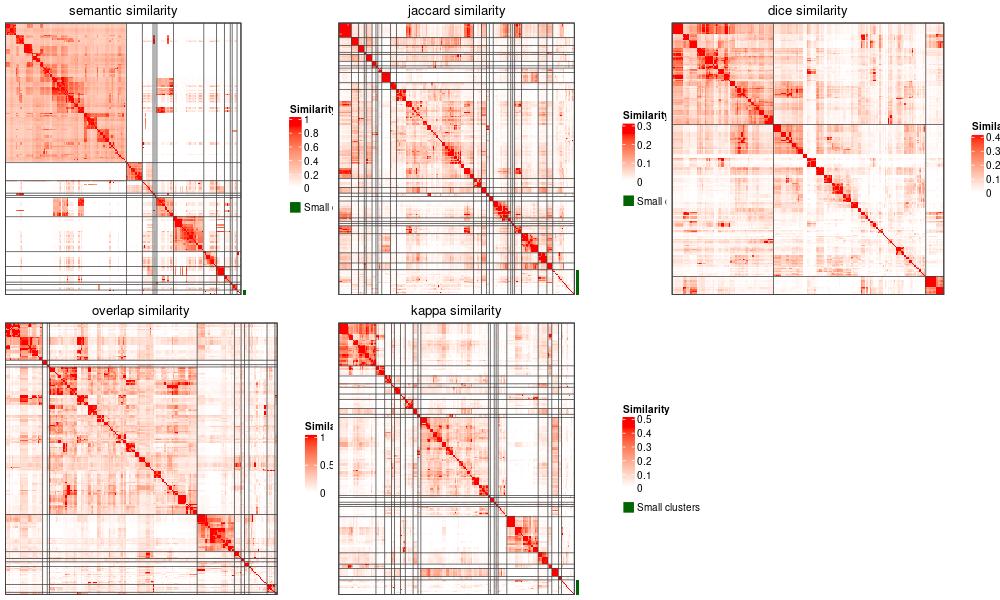 semantic similarity
Similarity
1
0.8
0.6
0.4
0.2
0
Small
jaccard similarity
Similarity
0.3
0.2
0.1
0
Small
dice similarity
Simila
0.4
0.3
0.2
0.1
0
overlap similarity
Simila
1
0.5
0
kappa similarity
Similarity
0.5
0.4
0.3
0.2
0.1
0
Small clusters